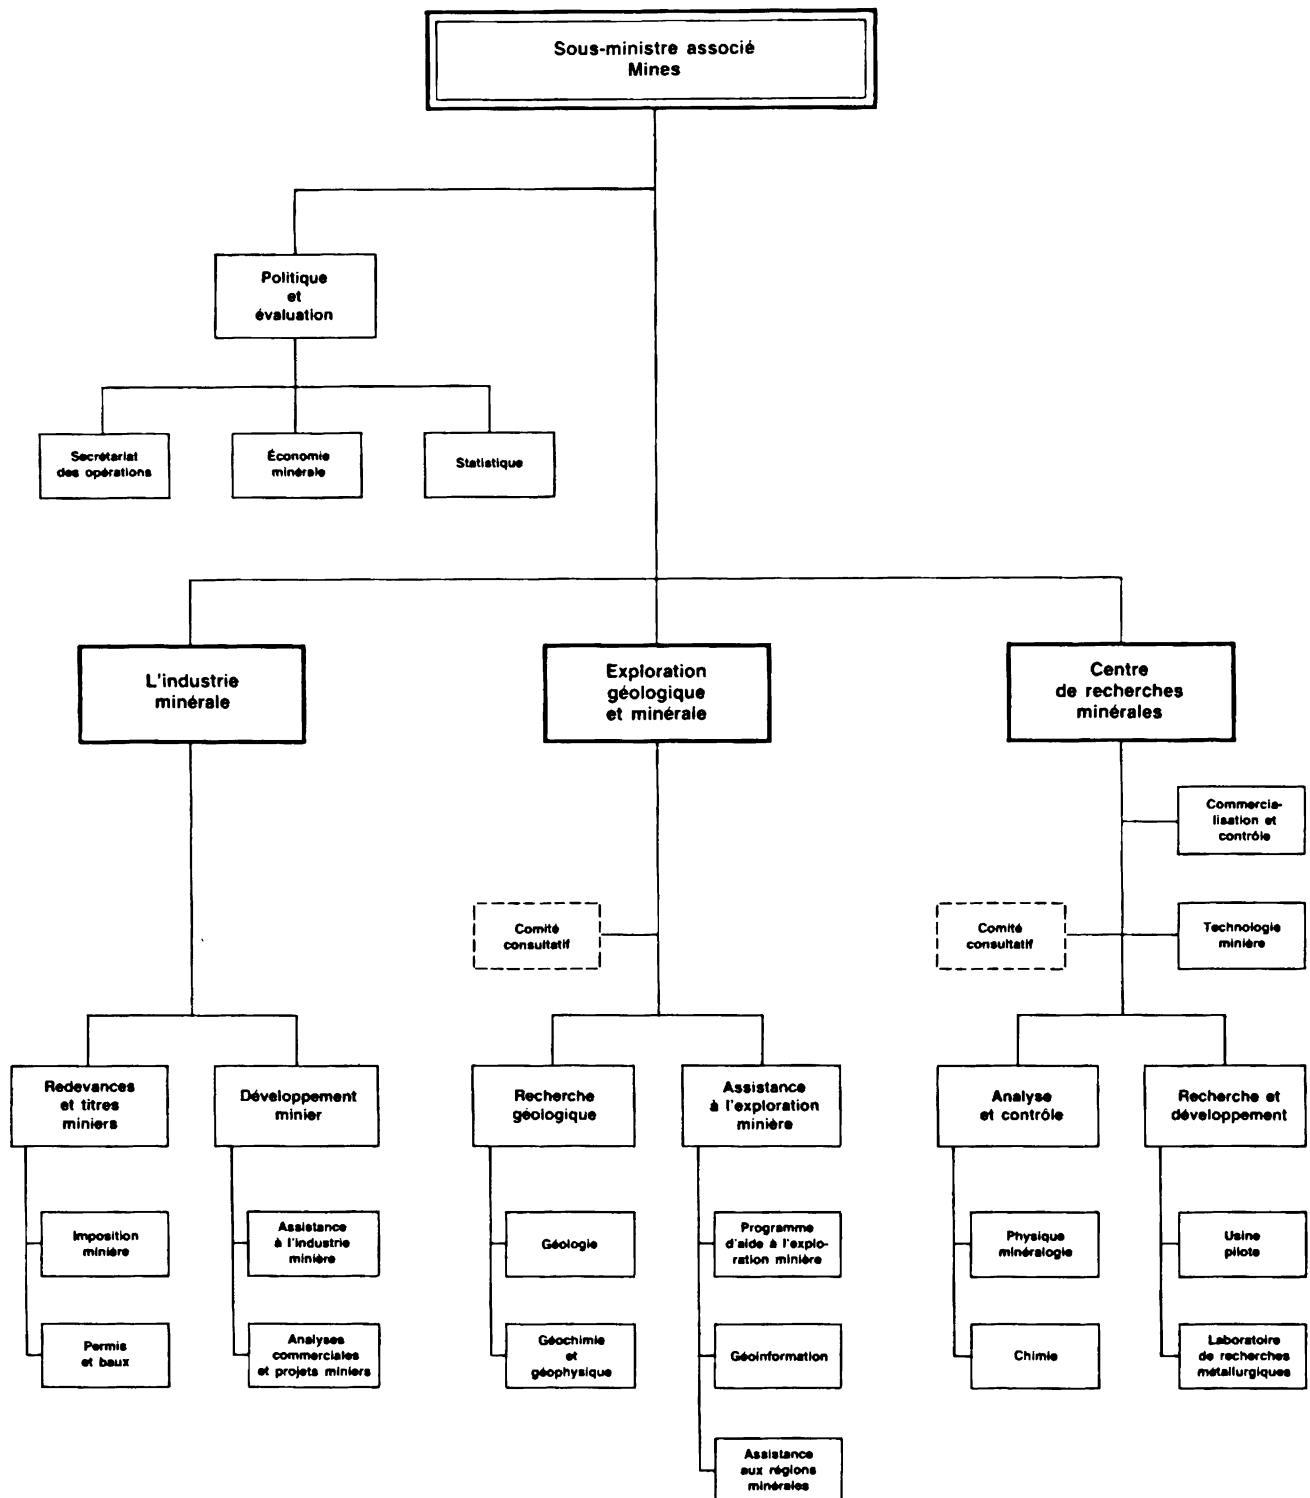 Sous-ministre associé
Mines
Politique
et
évaluation
Secrétariat
des opérations
Économie
minérale
Statistique
L'industrie
minérale
Exploration
géologique
et minérale
Centre
de recherches
minérales
Commercia-
lisation et
contrôle
Comité
consultatif
Comité
consultatif
Technologie
minière
Redevances
et titres
miniers
Développement
minier
Recherche
géologique
Assistance
à l'exploration
minière
Analyse
et contrôle
Recherche et
développement
Imposition
minière
Assistance
à l'industrie
minière
Géologie
Programme
d'aide à l'explo-
ration minière
Physique
minéralogie
Usine
pilote
Permis
et baux
Analyses
commerciales
et projets miniers
Géochimie
et
géophysique
Géoinformation
Chimie
Laboratoire
de recherches
métallurgiques
Assistance
aux régions
minérales